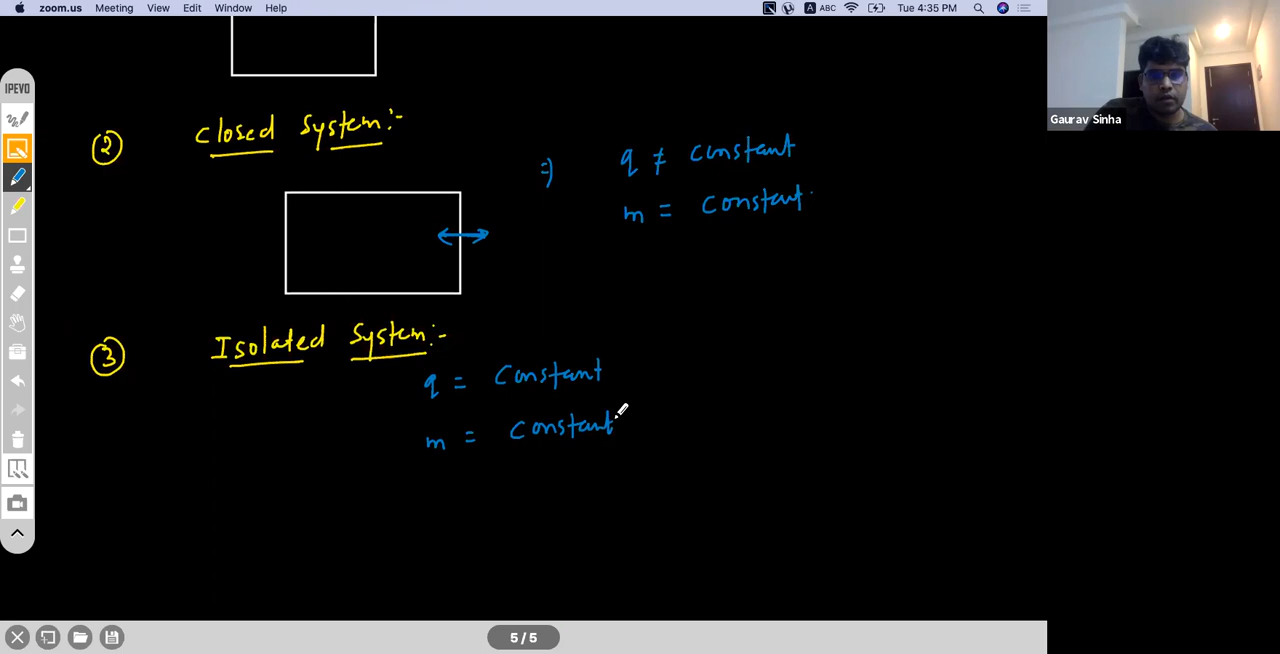 zoom.us Meeting View Edit Window Help A ABC Tue 4:35 PM
IPEVO
Gaurav Sinha
② Closed System:-
⇒ q ≠ constant
m = constant.
③ Isolated System:-
q = constant
m = constant
5 / 5